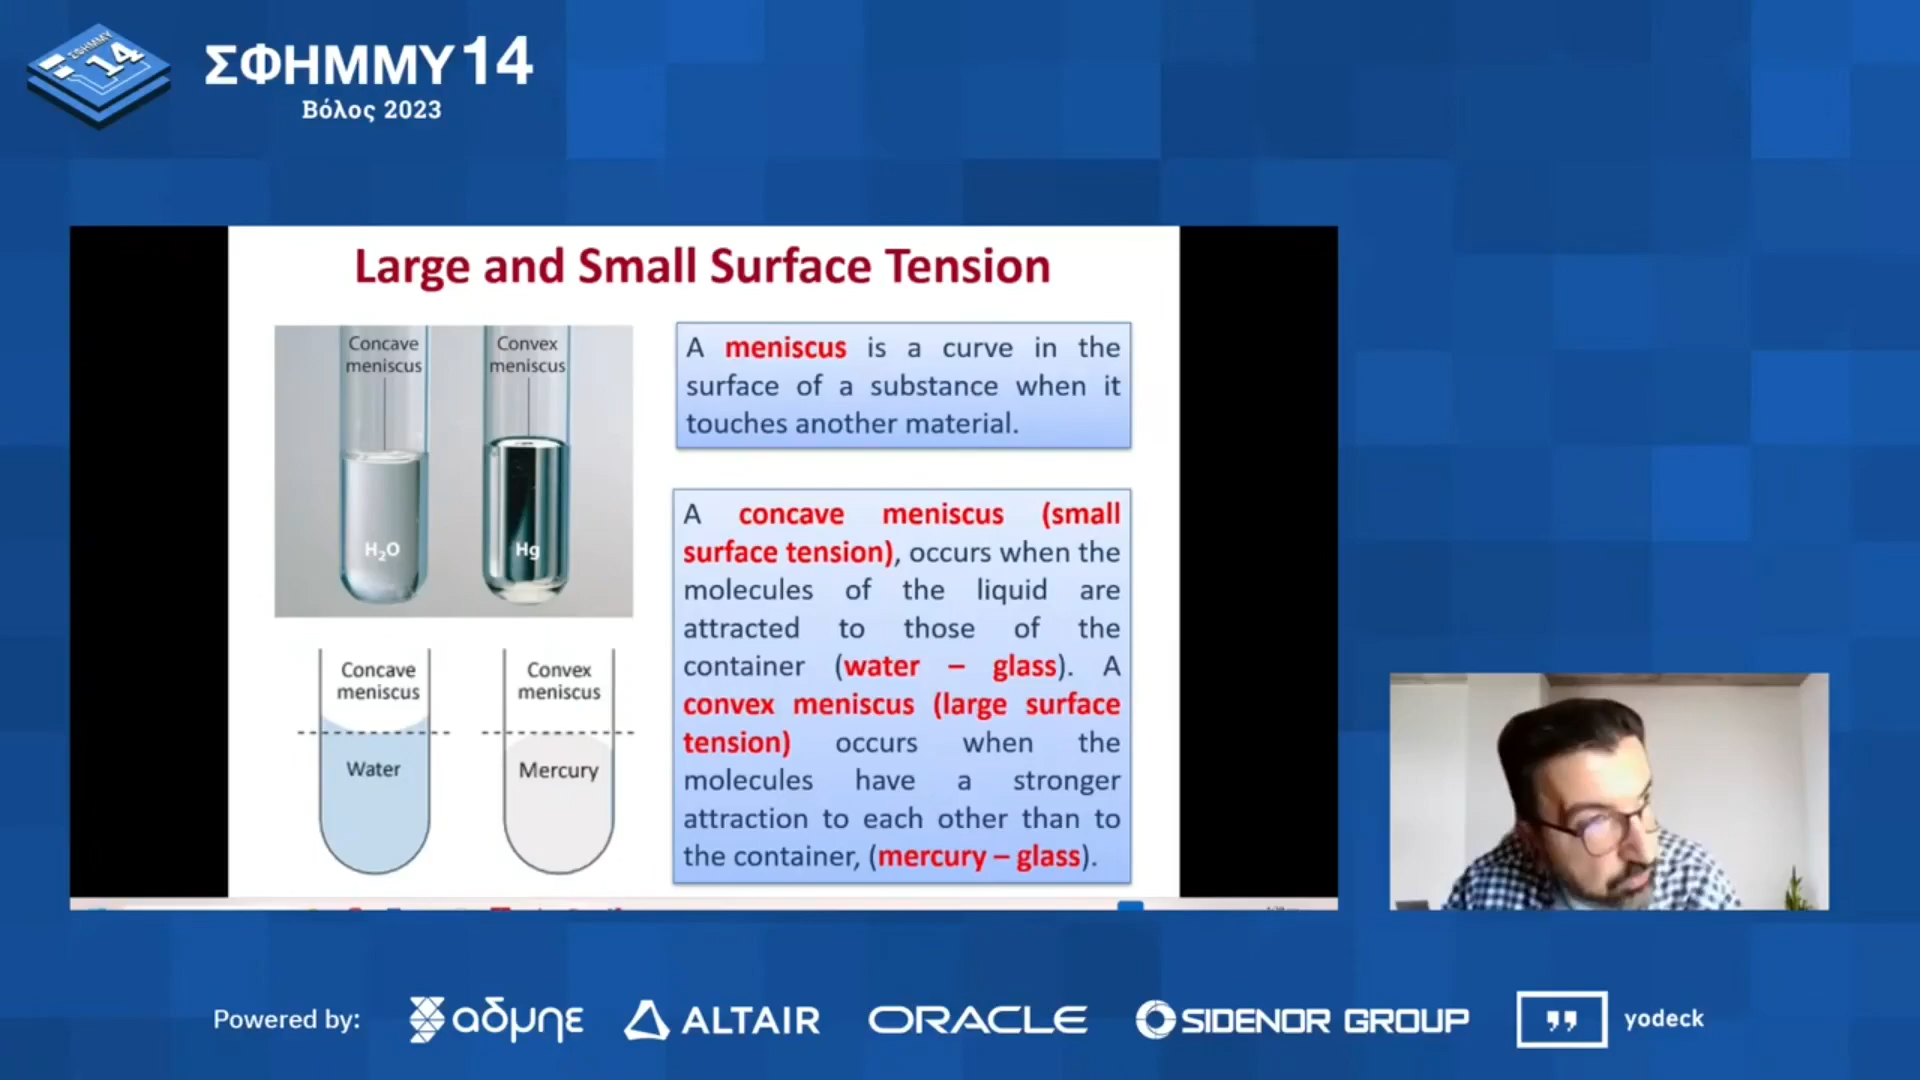 ΣΦΗΜΜΥ 14
ΣΦΗΜΜΥ 14
Βόλος 2023
Large and Small Surface Tension
Concave
meniscus
Convex
meniscus
H₂O
Hg
Concave
meniscus
Convex
meniscus
Water
Mercury
A meniscus is a curve in the
surface of a substance when it
touches another material.
A concave meniscus (small
surface tension), occurs when the
molecules of the liquid are
attracted to those of the
container (water – glass). A
convex meniscus (large surface
tension) occurs when the
molecules have a stronger
attraction to each other than to
the container, (mercury – glass).
Powered by:
αδμηε
ALTAIR
ORACLE
SIDENOR GROUP
yodeck